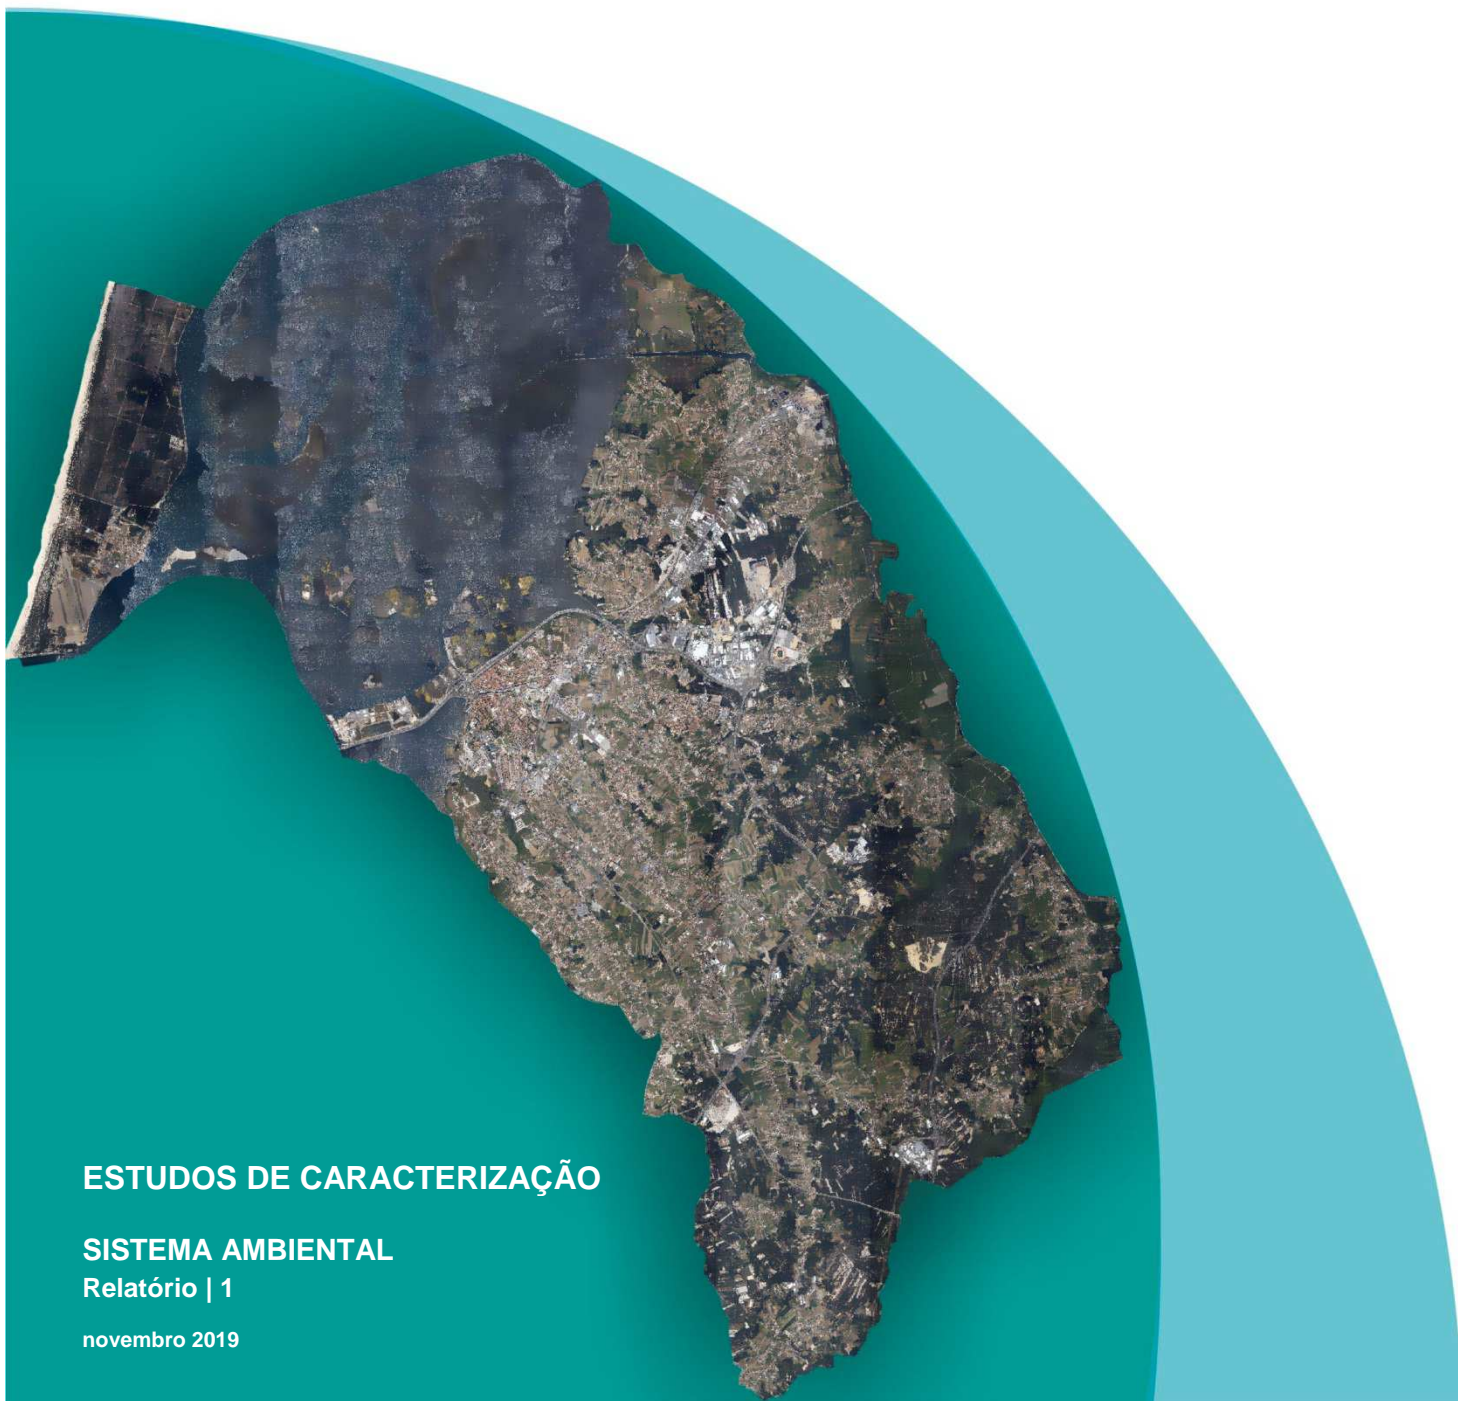 ESTUDOS DE CARACTERIZAÇÃO
SISTEMA AMBIENTAL
Relatório | 1
novembro 2019